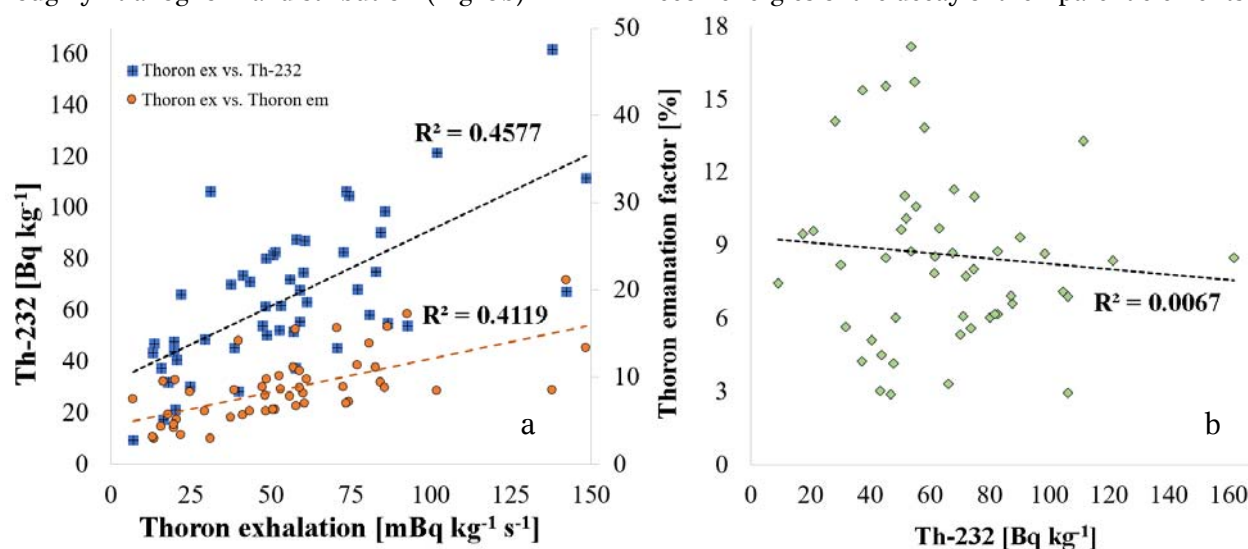 160
140
120
100
80
60
40
20
0
Th-232 [Bq kg-1]
Thoron ex vs. Th-232
Thoron ex vs. Thoron em
R² = 0.4577
R² = 0.4119
a
50
40
30
20
10
0
0 25 50 75 100 125 150
Thoron exhalation [mBq kg-1 s-1]
Thoron emanation factor [%]
18
15
12
9
6
3
0
R² = 0.0067
b
0 20 40 60 80 100 120 140 160
Th-232 [Bq kg-1]